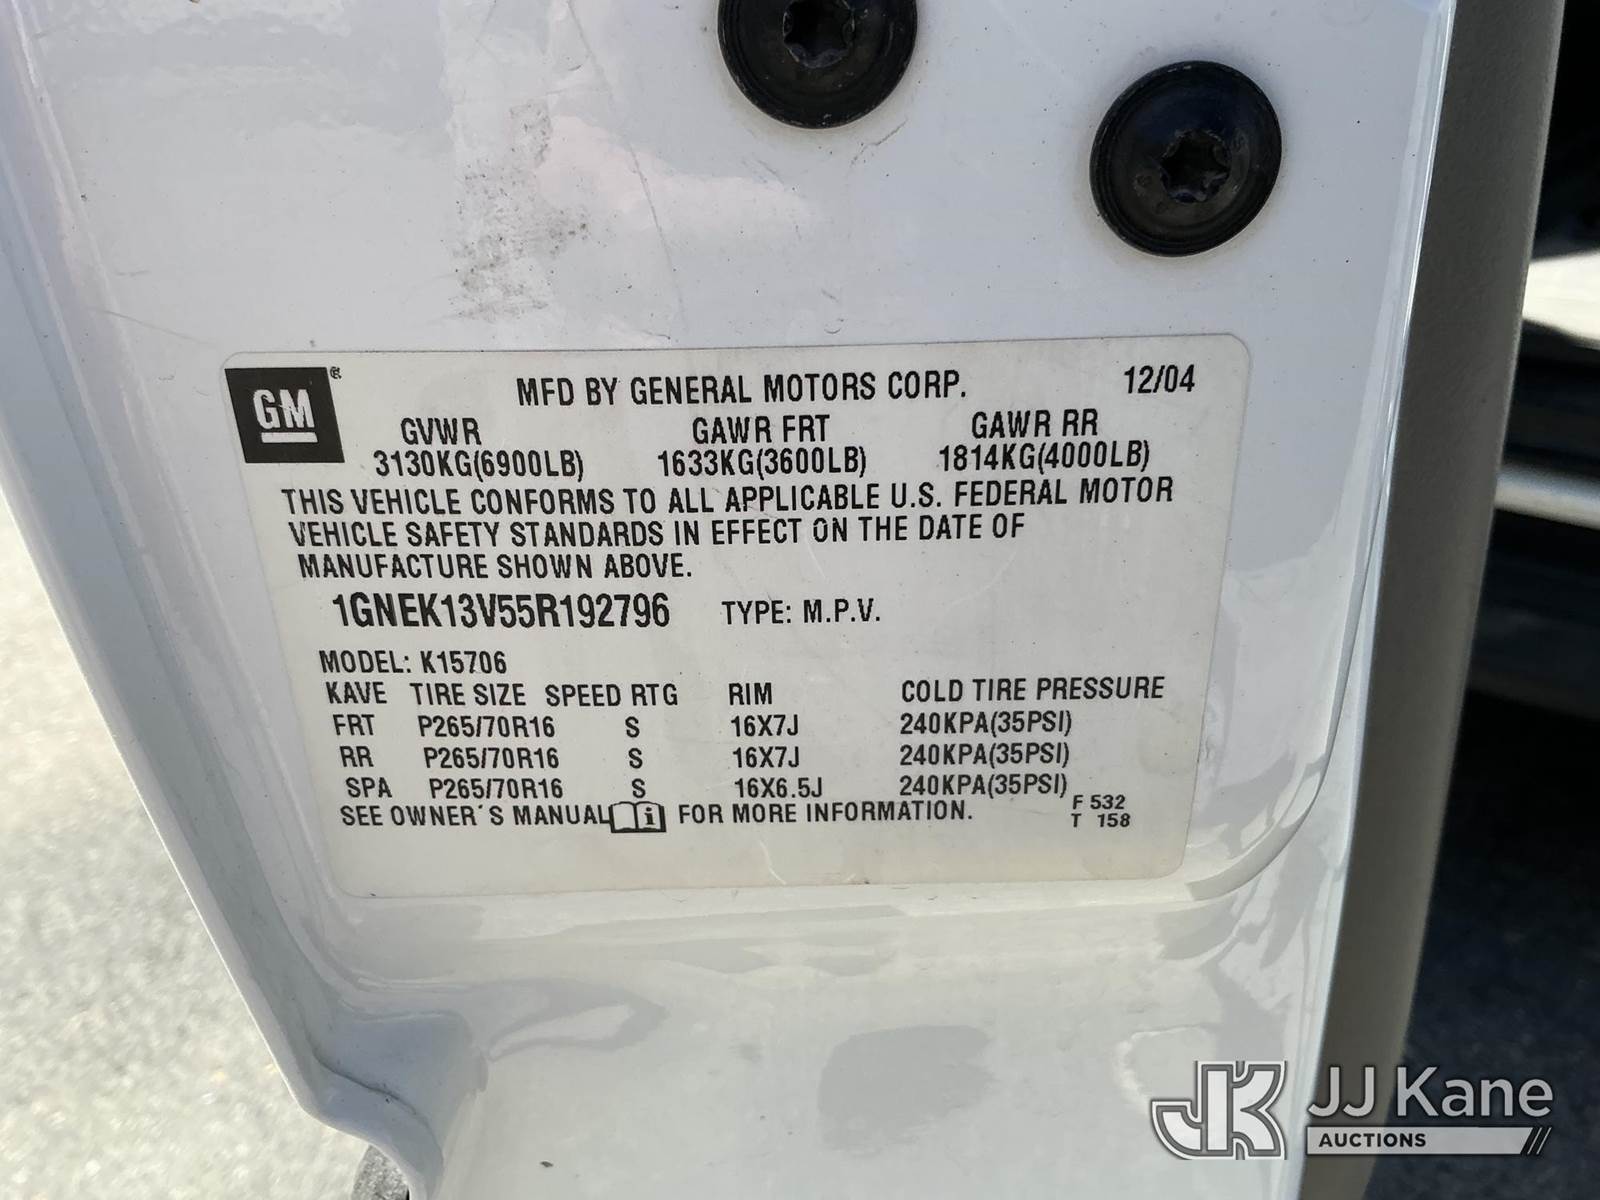 GM®
MFD BY GENERAL MOTORS CORP. 12/04
GVWR GAWR FRT GAWR RR
3130KG(6900LB) 1633KG(3600LB) 1814KG(4000LB)
THIS VEHICLE CONFORMS TO ALL APPLICABLE U.S. FEDERAL MOTOR
VEHICLE SAFETY STANDARDS IN EFFECT ON THE DATE OF
MANUFACTURE SHOWN ABOVE.
1GNEK13V55R192796 TYPE: M.P.V.
MODEL: K15706
KAVE TIRE SIZE SPEED RTG RIM COLD TIRE PRESSURE
FRT P265/70R16 S 16X7J 240KPA(35PSI)
RR P265/70R16 S 16X7J 240KPA(35PSI)
SPA P265/70R16 S 16X6.5J 240KPA(35PSI)
SEE OWNER´S MANUAL i FOR MORE INFORMATION.
F 532
T 158
JK JJ Kane
AUCTIONS